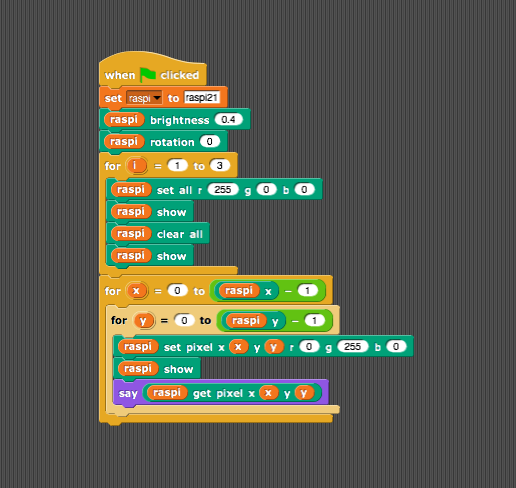 when clicked
set raspi to raspi21
raspi brightness 0.4
raspi rotation 0
for i = 1 to 3
raspi set all r 255 g 0 b 0
raspi show
raspi clear all
raspi show
for x = 0 to raspi x - 1
for y = 0 to raspi y - 1
raspi set pixel x x y y r 0 g 255 b 0
raspi show
say raspi get pixel x x y y